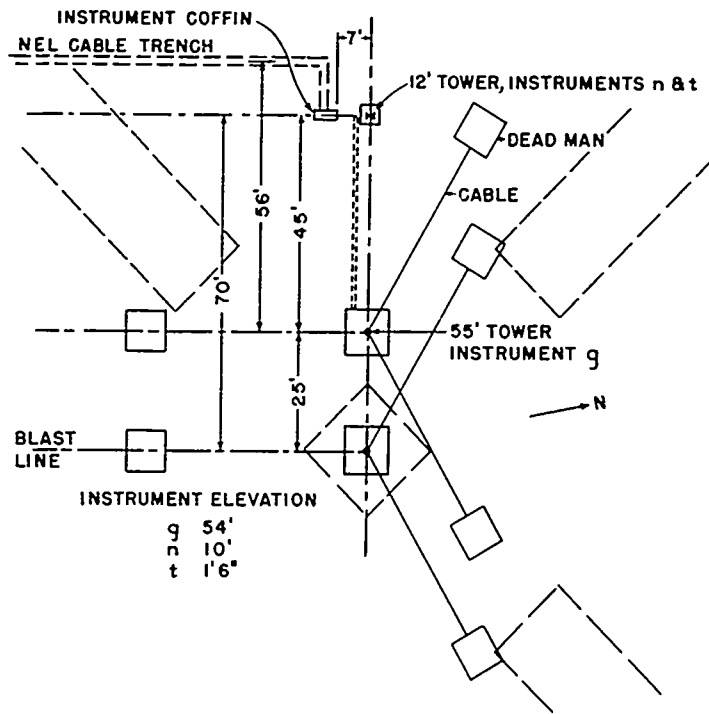 INSTRUMENT COFFIN
NEL CABLE TRENCH
7'
12' TOWER, INSTRUMENTS n & t
DEAD MAN
CABLE
56'
45'
70'
55' TOWER
INSTRUMENT g
25'
N
BLAST
LINE
INSTRUMENT ELEVATION
g 54'
n 10'
t 1'6"